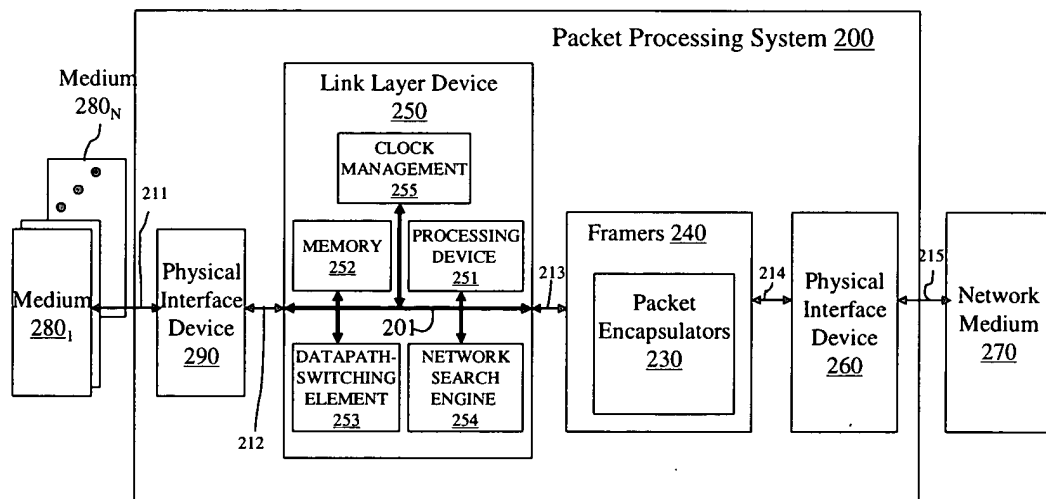 Packet Processing System 200
Medium
280N
211
Link Layer Device
250
CLOCK
MANAGEMENT
255
MEMORY
252
PROCESSING
DEVICE
251
201
DATAPATH-
SWITCHING
ELEMENT
253
NETWORK
SEARCH
ENGINE
254
Medium
2801
Physical
Interface
Device
290
212
213
Framers 240
Packet
Encapsulators
230
214
Physical
Interface
Device
260
215
Network
Medium
270